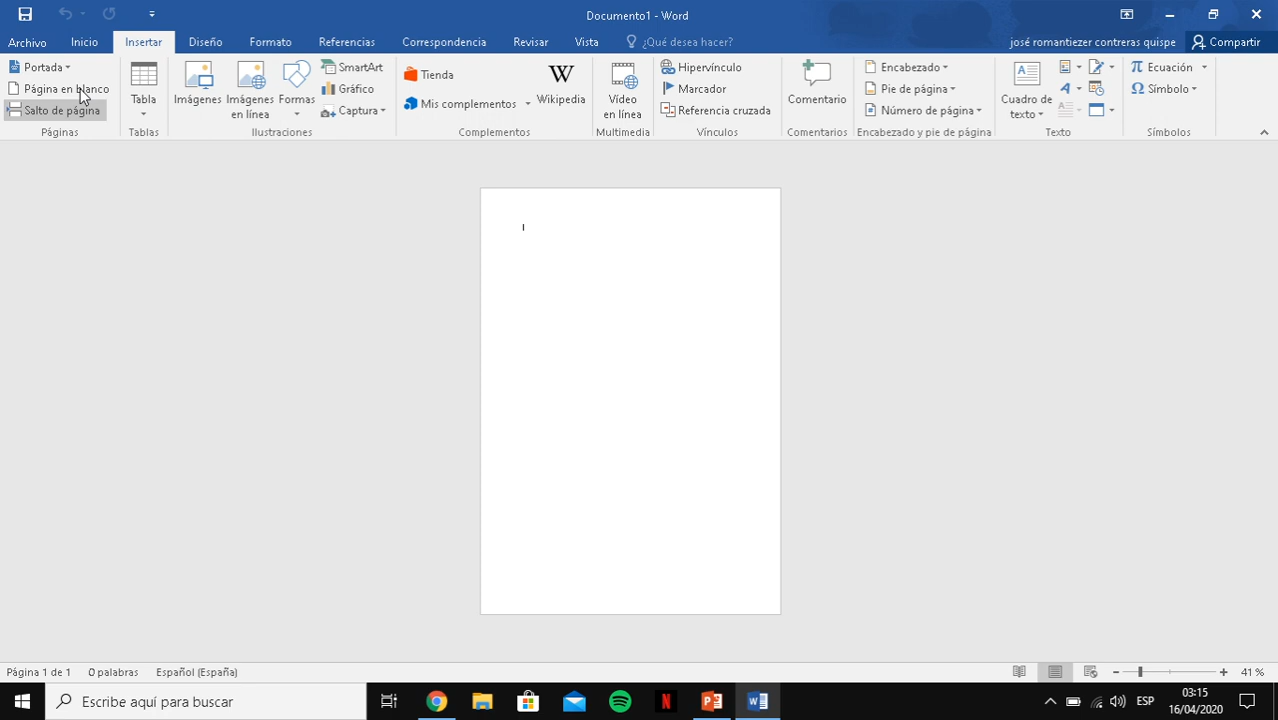 Documento1 - Word
Archivo Inicio Insertar Diseño Formato Referencias Correspondencia Revisar Vista ¿Qué desea hacer? josé romantiezer contreras quispe Compartir
Portada
Página en blanco
Salto de página
Páginas
Tabla
Tablas
Imágenes
Imágenes en línea
Formas
SmartArt
Gráfico
Captura
Ilustraciones
Tienda
Mis complementos
W
Wikipedia
Complementos
Vídeo en línea
Multimedia
Hipervínculo
Marcador
Referencia cruzada
Vínculos
Comentario
Comentarios
Encabezado
Pie de página
Número de página
Encabezado y pie de página
Cuadro de texto
Texto
Ecuación
Símbolo
Símbolos
Página 1 de 1 0 palabras Español (España) 41 %
Escribe aquí para buscar
ESP
03:15
16/04/2020